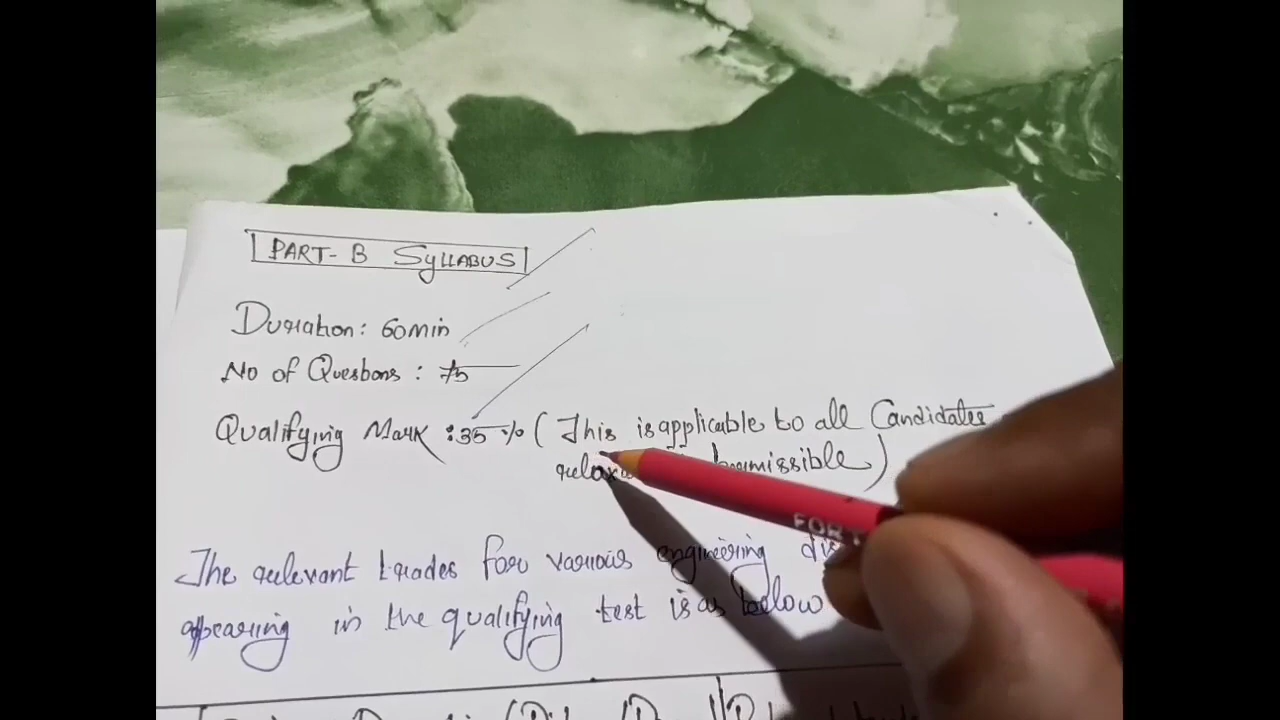 PART-B SYLLABUS
Duration: 60min
No of Questions : 75
Qualifying Mark : 35 % ( This is applicable to all Candidates
permissible )
The relevant trades for various engineering
appearing in the qualifying test is as below
FOR